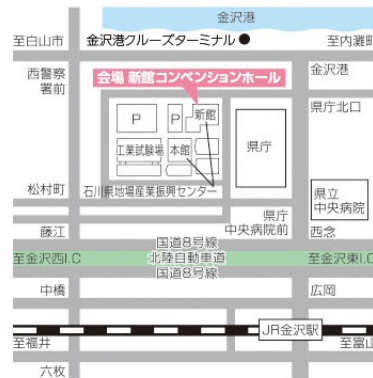 金沢港
至白山市
金沢港クルーズターミナル
至内灘町
西警察
署前
会場 新館コンベンションホール
金沢港
県庁北口
P
P
新館
工業試験場
本館
県庁
石川県地場産業振興センター
松村町
県立
中央病院
県庁
中央病院前
藤江
西念
国道8号線
至金沢西I.C
北陸自動車道
至金沢東I.C
国道8号線
中橋
広岡
JR金沢駅
至福井
至富山
六枚